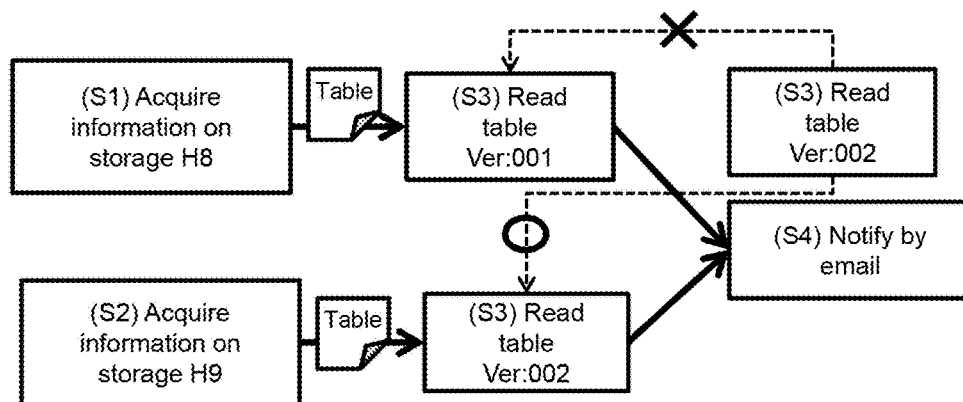 (S1) Acquire
information on
storage H8
Table
(S3) Read
table
Ver:001
(S3) Read
table
Ver:002
(S4) Notify by
email
(S2) Acquire
information on
storage H9
Table
(S3) Read
table
Ver:002